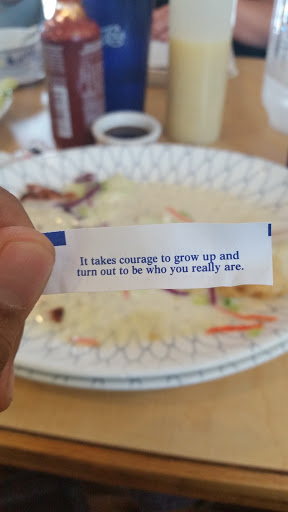 It takes courage to grow up and
turn out to be who you really are.